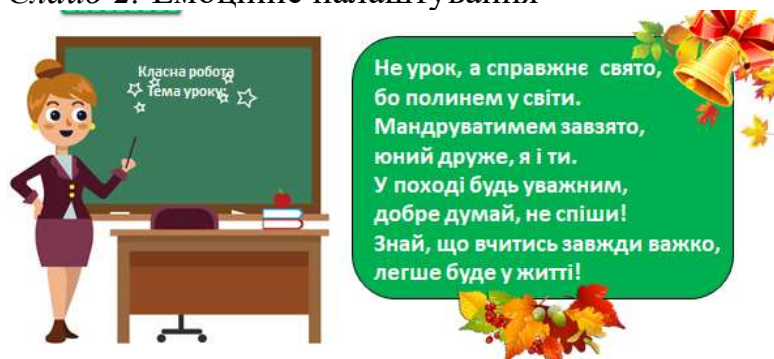 Слайд 2. Емоційне налаштування
Класна робота
Тема уроку:
Не урок, а справжнє свято,
бо полинем у світи.
Мандруватимем завзято,
юний друже, я і ти.
У поході будь уважним,
добре думай, не спіши!
Знай, що вчитись завжди важко,
легше буде у житті!